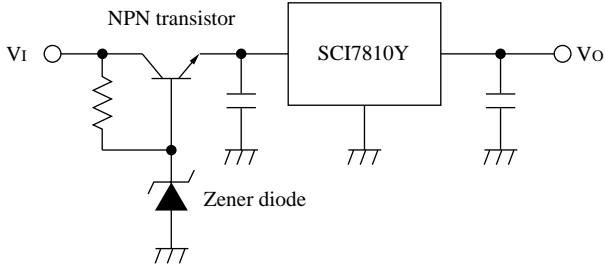 NPN transistor
VI
SCI7810Y
VO
Zener diode